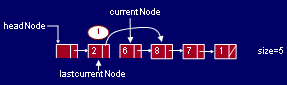 currentNode
headNode
1
2 6 8 7 1
size=5
lastcurrentNode